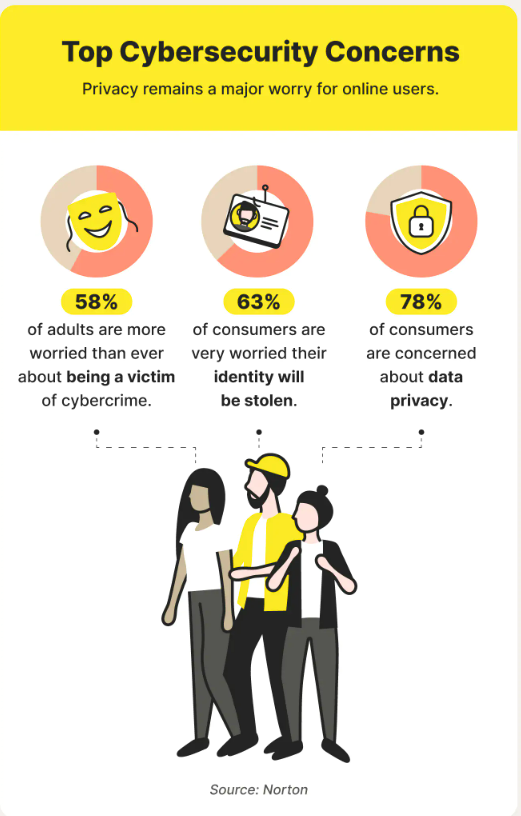 Top Cybersecurity Concerns
Privacy remains a major worry for online users.
58%
of adults are more
worried than ever
about being a victim
of cybercrime.
63%
of consumers are
very worried their
identity will
be stolen.
78%
of consumers
are concerned
about data
privacy.
Source: Norton